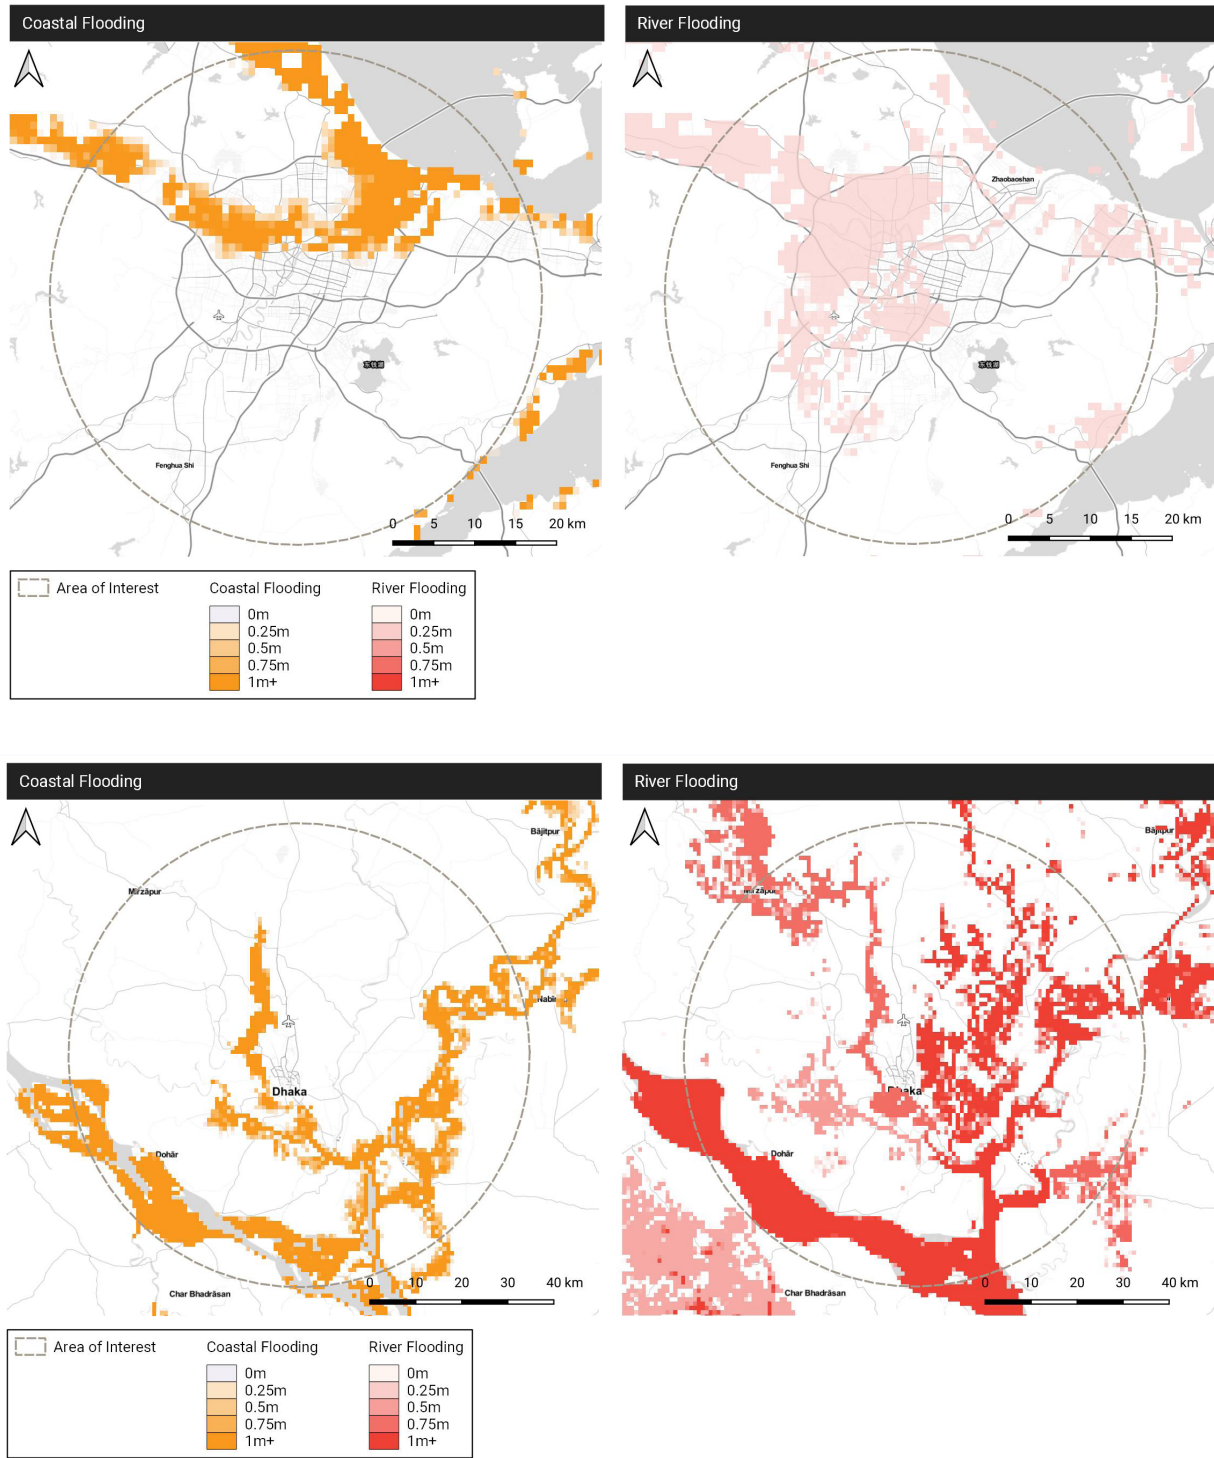 Coastal Flooding
River Flooding
Zhaobaoshan
东钱湖
东钱湖
Fenghua Shi
Fenghua Shi
0 5 10 15 20 km
0 5 10 15 20 km
Area of Interest
Coastal Flooding
0m
0.25m
0.5m
0.75m
1m+
River Flooding
0m
0.25m
0.5m
0.75m
1m+
Coastal Flooding
River Flooding
Bājitpur
Bājitpur
Mirzāpur
Mirzāpur
Dhaka
Dhaka
Dohār
Dohār
Char Bhadrāsan
Char Bhadrāsan
0 10 20 30 40 km
0 10 20 30 40 km
Area of Interest
Coastal Flooding
0m
0.25m
0.5m
0.75m
1m+
River Flooding
0m
0.25m
0.5m
0.75m
1m+